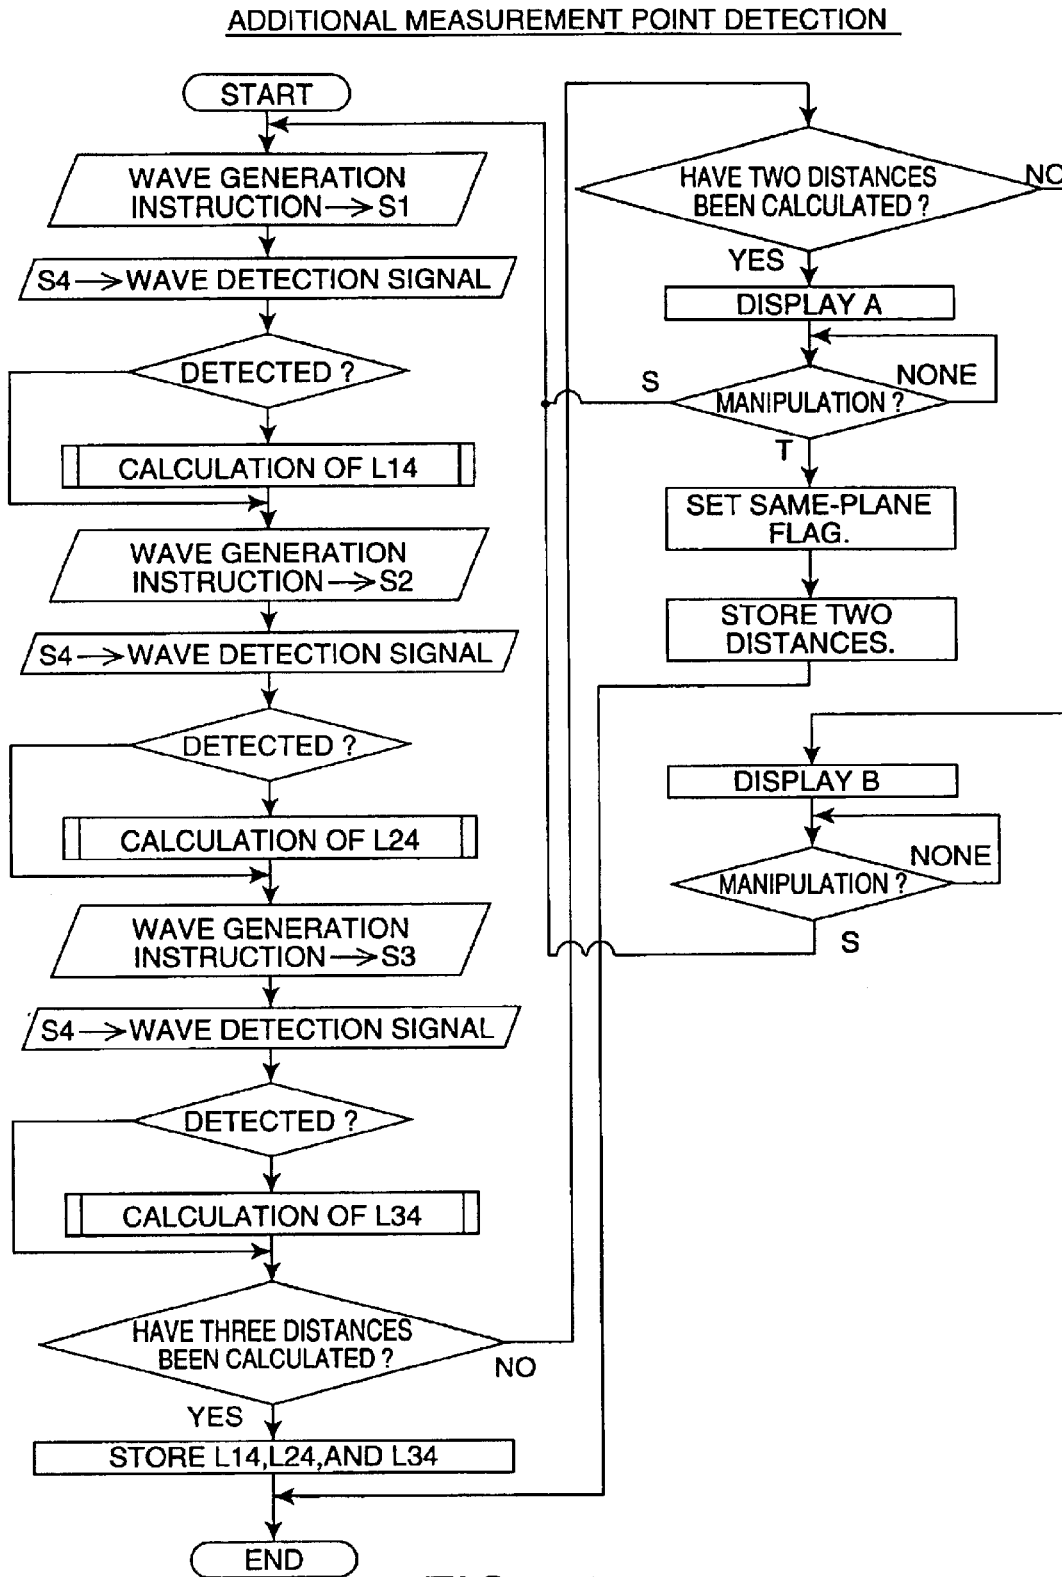 ADDITIONAL MEASUREMENT POINT DETECTION
START
WAVE GENERATION
INSTRUCTION → S1
S4 → WAVE DETECTION SIGNAL
DETECTED ?
CALCULATION OF L14
WAVE GENERATION
INSTRUCTION → S2
S4 → WAVE DETECTION SIGNAL
DETECTED ?
CALCULATION OF L24
WAVE GENERATION
INSTRUCTION → S3
S4 → WAVE DETECTION SIGNAL
DETECTED ?
CALCULATION OF L34
HAVE THREE DISTANCES
BEEN CALCULATED ?
NO
YES
STORE L14,L24,AND L34
END
HAVE TWO DISTANCES
BEEN CALCULATED ?
NO
YES
DISPLAY A
MANIPULATION ?
NONE
S
T
SET SAME-PLANE
FLAG.
STORE TWO
DISTANCES.
DISPLAY B
MANIPULATION ?
NONE
S